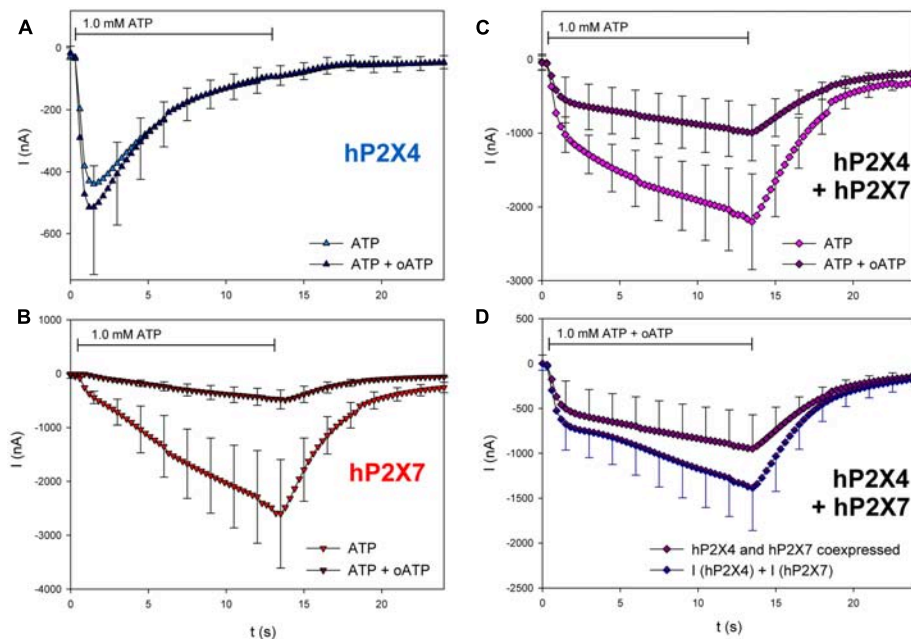 A
1.0 mM ATP
0
-200
-400
-600
I (nA)
hP2X4
ATP
ATP + oATP
0
5
10
15
20
B
1000
0
-1000
-2000
-3000
-4000
I (nA)
1.0 mM ATP
hP2X7
ATP
ATP + oATP
0
5
10
15
20
t (s)
C
1.0 mM ATP
0
-1000
-2000
-3000
I (nA)
hP2X4
+ hP2X7
ATP
ATP + oATP
0
5
10
15
20
D
500
0
-500
-1000
-1500
-2000
-2500
I (nA)
1.0 mM ATP + oATP
hP2X4
+ hP2X7
hP2X4 and hP2X7 coexpressed
I (hP2X4) + I (hP2X7)
0
5
10
15
20
t (s)